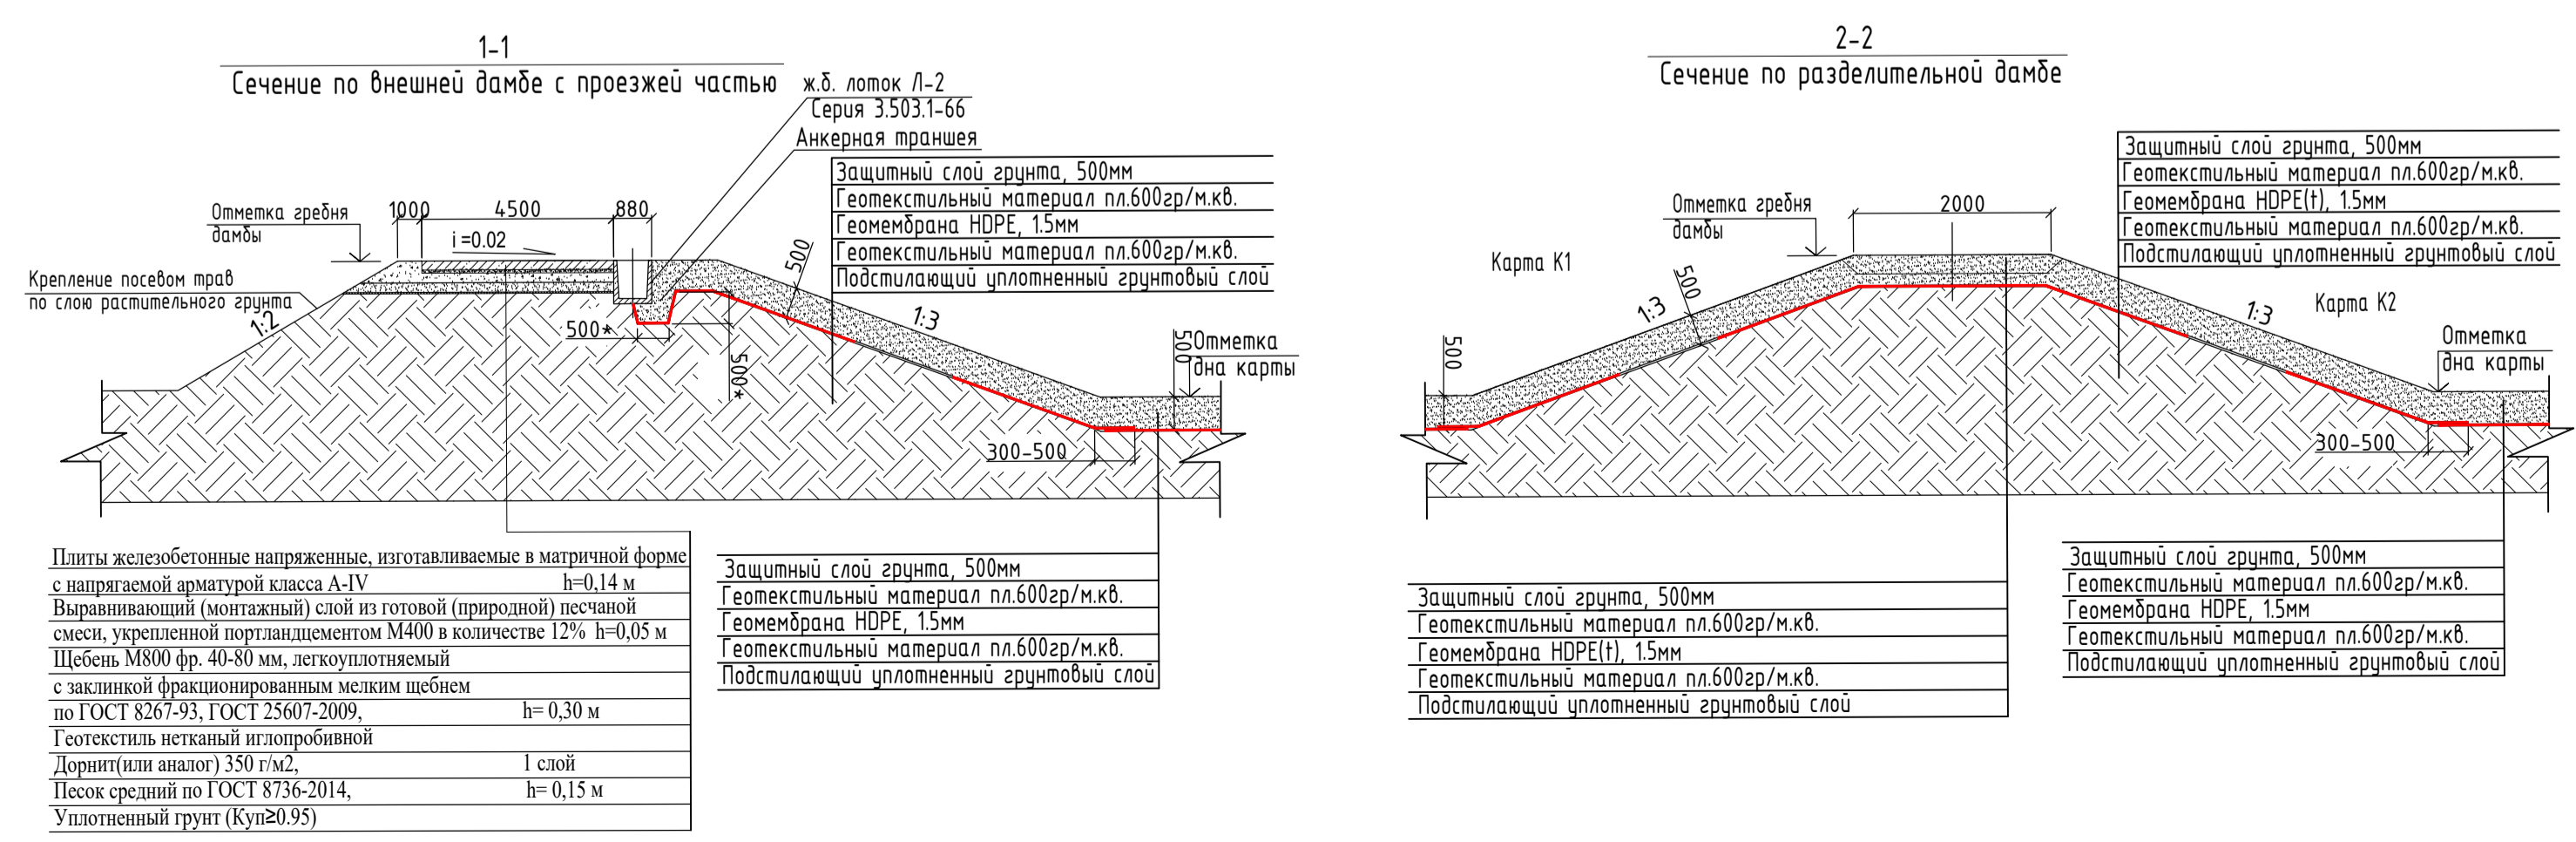 1-1
Сечение по внешней дамбе с проезжей частью
ж.б. лоток Л-2
Серия 3.503.1-66
Анкерная траншея
Защитный слой грунта, 500мм
Геотекстильный материал пл.600гр/м.кв.
Геомембрана HDPE, 1.5мм
Геотекстильный материал пл.600гр/м.кв.
Подстилающий уплотненный грунтовый слой
Отметка гребня
дамбы
1000
4500
880
i=0.02
500
Крепление посевом трав
по слою растительного грунта
1:2
1:3
500*
500*
500
Отметка
дна карты
300-500
Плиты железобетонные напряженные, изготавливаемые в матричной форме
с напрягаемой арматурой класса А-IV h=0,14 м
Выравнивающий (монтажный) слой из готовой (природной) песчаной
смеси, укрепленной портландцементом М400 в количестве 12% h=0,05 м
Щебень М800 фр. 40-80 мм, легкоуплотняемый
с заклинкой фракционированным мелким щебнем
по ГОСТ 8267-93, ГОСТ 25607-2009, h= 0,30 м
Геотекстиль нетканый иглопробивной
Дорнит(или аналог) 350 г/м2, 1 слой
Песок средний по ГОСТ 8736-2014, h= 0,15 м
Уплотненный грунт (Куп≥0.95)
Защитный слой грунта, 500мм
Геотекстильный материал пл.600гр/м.кв.
Геомембрана HDPE, 1.5мм
Геотекстильный материал пл.600гр/м.кв.
Подстилающий уплотненный грунтовый слой
2-2
Сечение по разделительной дамбе
Защитный слой грунта, 500мм
Геотекстильный материал пл.600гр/м.кв.
Геомембрана HDPE(t), 1.5мм
Геотекстильный материал пл.600гр/м.кв.
Подстилающий уплотненный грунтовый слой
Отметка гребня
дамбы
2000
Карта К1
500
1:3
1:3
Карта К2
500
Отметка
дна карты
300-500
Защитный слой грунта, 500мм
Геотекстильный материал пл.600гр/м.кв.
Геомембрана HDPE(t), 1.5мм
Геотекстильный материал пл.600гр/м.кв.
Подстилающий уплотненный грунтовый слой
Защитный слой грунта, 500мм
Геотекстильный материал пл.600гр/м.кв.
Геомембрана HDPE, 1.5мм
Геотекстильный материал пл.600гр/м.кв.
Подстилающий уплотненный грунтовый слой